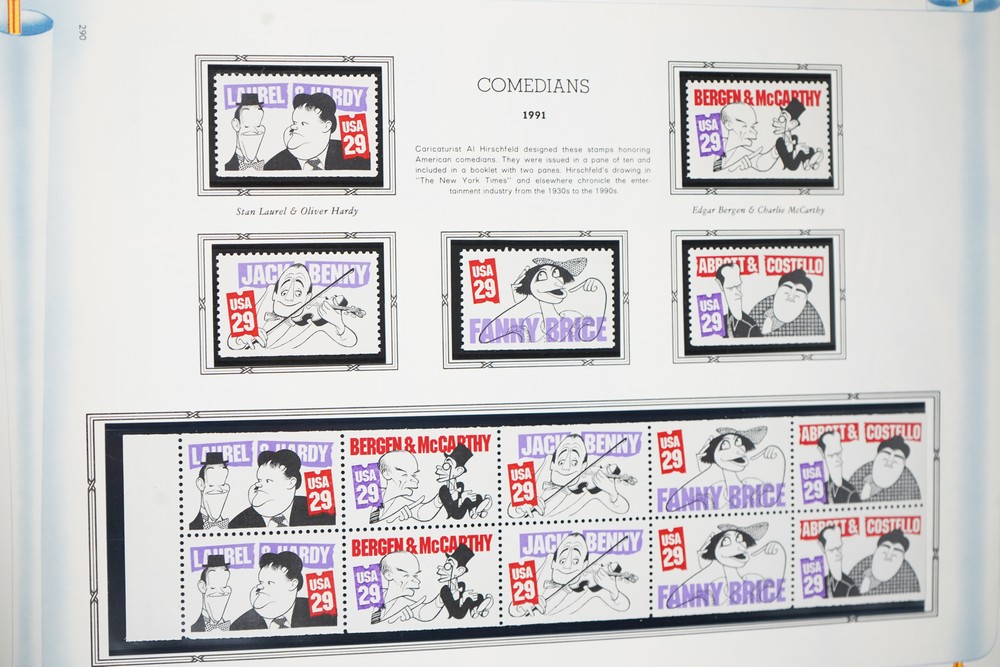 290
COMEDIANS
1991
Caricaturist Al Hirschfeld designed these stamps honoring
American comedians. They were issued in a pane of ten and
included in a booklet with two panes. Hirschfeld's drawing in
"The New York Times" and elsewhere chronicle the enter-
tainment industry from the 1930s to the 1990s.
LAUREL & HARDY
USA
29
Stan Laurel & Oliver Hardy
BERGEN & McCARTHY
USA
29
Edgar Bergen & Charlie McCarthy
JACK BENNY
USA
29
USA
29
FANNY BRICE
ABBOTT & COSTELLO
USA
29
LAUREL & HARDY
USA
29
BERGEN & McCARTHY
USA
29
JACK BENNY
USA
29
USA
29
FANNY BRICE
ABBOTT & COSTELLO
USA
29
LAUREL & HARDY
USA
29
BERGEN & McCARTHY
USA
29
JACK BENNY
USA
29
USA
29
FANNY BRICE
ABBOTT & COSTELLO
USA
29